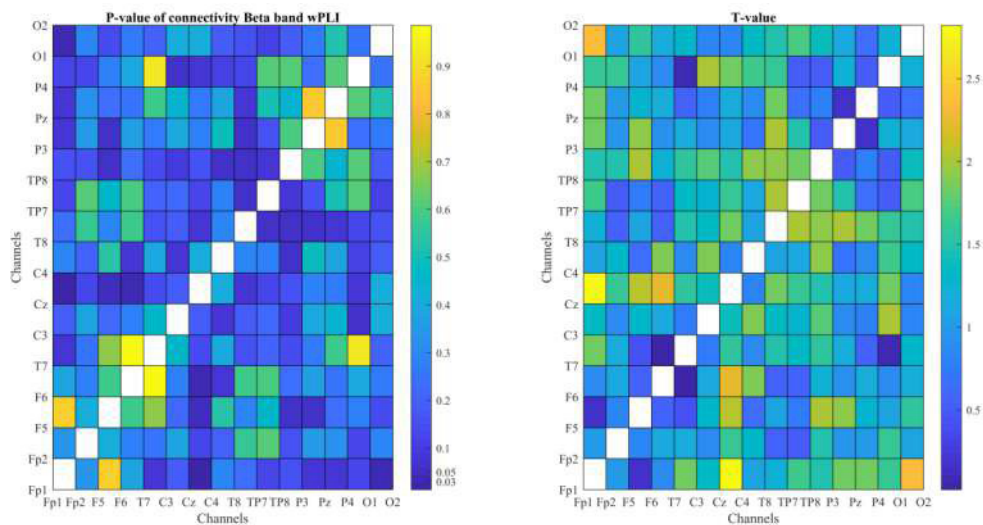 P-value of connectivity Beta band wPLI
O2
O1
P4
Pz
P3
TP8
TP7
T8
C4
Cz
C3
T7
F6
F5
Fp2
Fp1
Channels
Fp1 Fp2 F5 F6 T7 C3 Cz C4 T8 TP7 TP8 P3 Pz P4 O1 O2
Channels
0.9
0.8
0.7
0.6
0.5
0.4
0.3
0.2
0.1
0.05
0.03
T-value
O2
O1
P4
Pz
P3
TP8
TP7
T8
C4
Cz
C3
T7
F6
F5
Fp2
Fp1
Channels
Fp1 Fp2 F5 F6 T7 C3 Cz C4 T8 TP7 TP8 P3 Pz P4 O1 O2
Channels
2.5
2
1.5
1
0.5